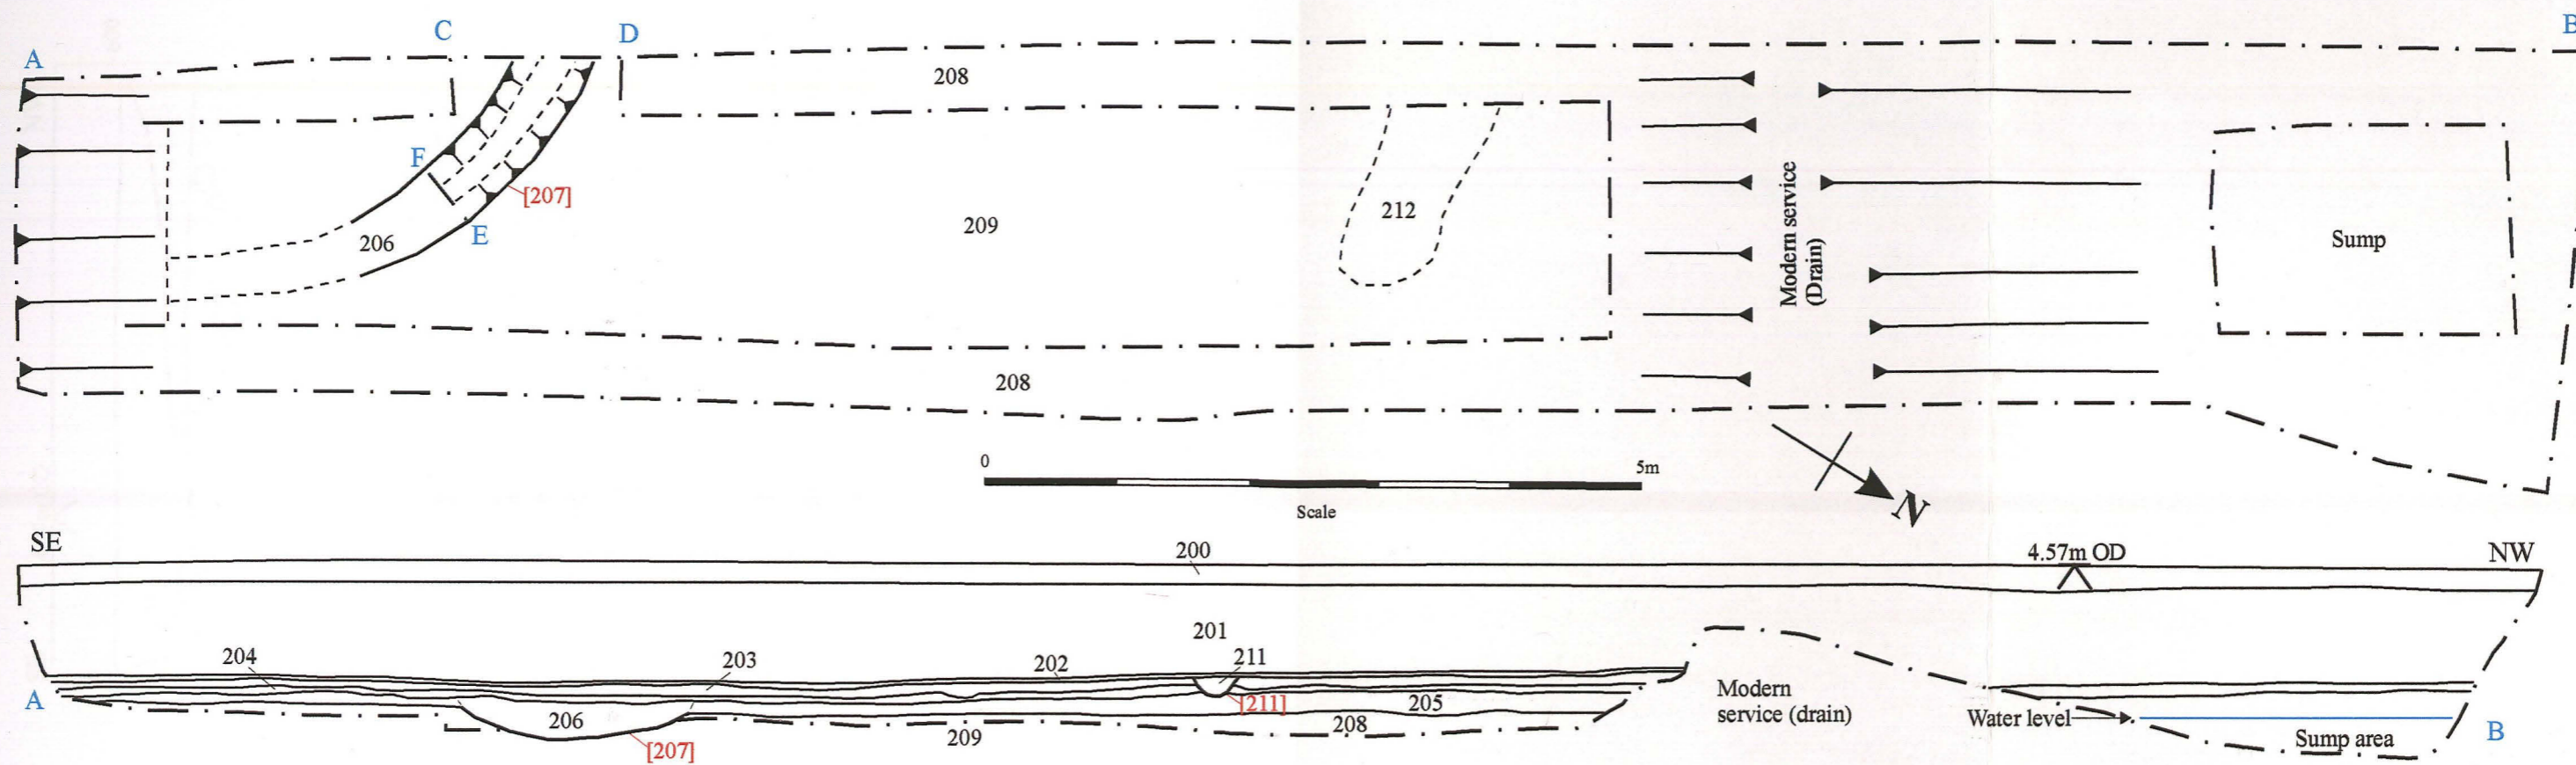 A
C
D
B
208
F
[207]
E
206
209
212
Modern service
(Drain)
Sump
208
0
5m
Scale
N
SE
200
4.57m OD
NW
201
204
203
202
211
A
206
[207]
[211]
205
208
209
Modern
service (drain)
Water level
Sump area
B